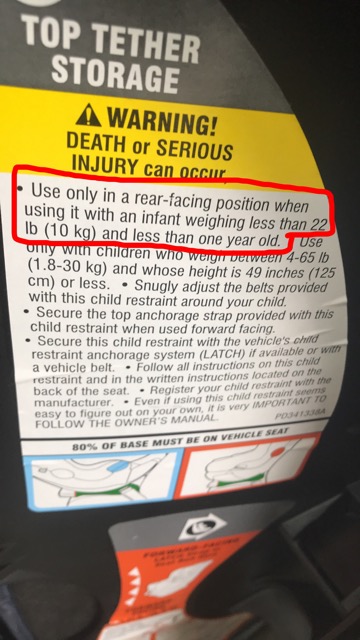 TOP TETHER
STORAGE
WARNING!
DEATH or SERIOUS
INJURY can occur
• Use only in a rear-facing position when
using it with an infant weighing less than 22
lb (10 kg) and less than one year old. • Use
only with children who weigh between 4-65 lb
(1.8-30 kg) and whose height is 49 inches (125
cm) or less. • Snugly adjust the belts provided
with this child restraint around your child.
• Secure the top anchorage strap provided with this
child restraint when used forward facing.
• Secure this child restraint with the vehicle's child
restraint anchorage system (LATCH) if available or with
a vehicle belt. • Follow all instructions on this child
restraint and in the written instructions located on the
back of the seat. • Register your child restraint with the
manufacturer. • Even if using this child restraint seems
easy to figure out on your own, it is very IMPORTANT TO
FOLLOW THE OWNER'S MANUAL. PD341338A
80% OF BASE MUST BE ON VEHICLE SEAT
FORWARD-FACING